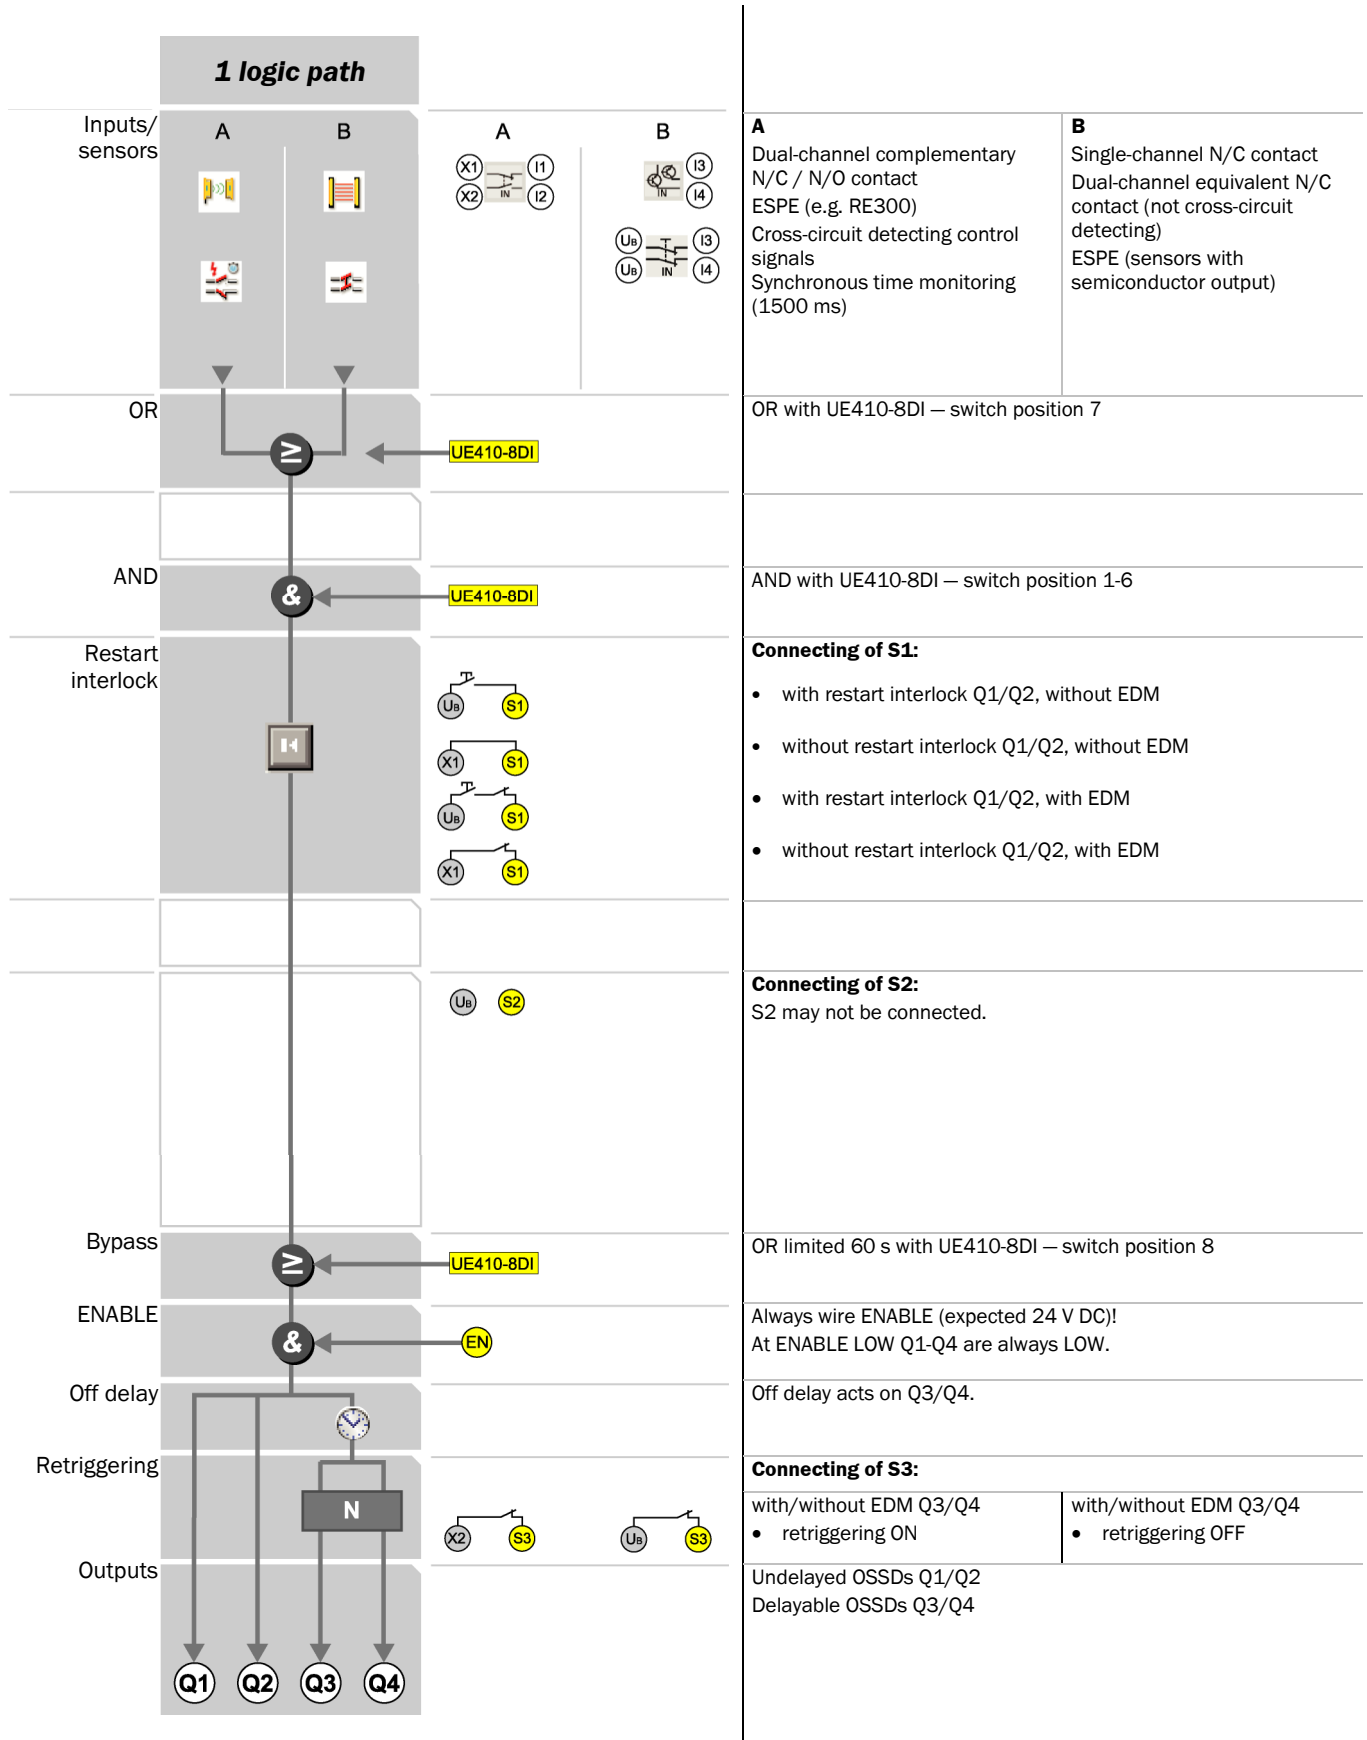 1 logic path
Inputs/
sensors
A
B
A
B
X1
I1
X2
IN
I2
I3
IN
I4
UB
I3
UB
IN
I4
A
Dual-channel complementary
N/C / N/O contact
ESPE (e.g. RE300)
Cross-circuit detecting control
signals
Synchronous time monitoring
(1500 ms)
B
Single-channel N/C contact
Dual-channel equivalent N/C
contact (not cross-circuit
detecting)
ESPE (sensors with
semiconductor output)
OR
≥
UE410-8DI
OR with UE410-8DI — switch position 7
AND
&
UE410-8DI
AND with UE410-8DI — switch position 1-6
Restart
interlock
UB
S1
X1
S1
UB
S1
X1
S1
Connecting of S1:
• with restart interlock Q1/Q2, without EDM
• without restart interlock Q1/Q2, without EDM
• with restart interlock Q1/Q2, with EDM
• without restart interlock Q1/Q2, with EDM
UB
S2
Connecting of S2:
S2 may not be connected.
Bypass
≥
UE410-8DI
OR limited 60 s with UE410-8DI — switch position 8
ENABLE
&
EN
Always wire ENABLE (expected 24 V DC)!
At ENABLE LOW Q1-Q4 are always LOW.
Off delay
Off delay acts on Q3/Q4.
Retriggering
N
X2
S3
UB
S3
Connecting of S3:
with/without EDM Q3/Q4
• retriggering ON
with/without EDM Q3/Q4
• retriggering OFF
Outputs
Undelayed OSSDs Q1/Q2
Delayable OSSDs Q3/Q4
Q1
Q2
Q3
Q4